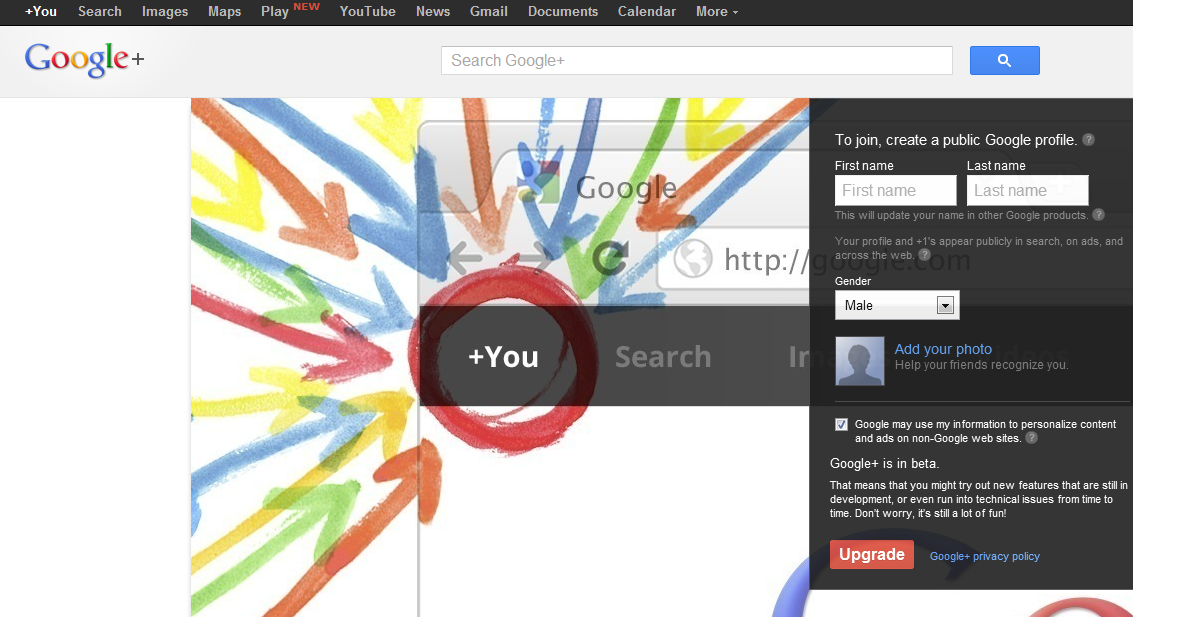 +You Search Images Maps Play NEW YouTube News Gmail Documents Calendar More
Google+
Search Google+
To join, create a public Google profile. ?
First name Last name
First name Last name
This will update your name in other Google products. ?
Your profile and +1's appear publicly in search, on ads, and
across the web. ?
Gender
Male
Add your photo
Help your friends recognize you.
Google may use my information to personalize content
and ads on non-Google web sites. ?
Google+ is in beta.
That means that you might try out new features that are still in
development, or even run into technical issues from time to
time. Don't worry, it's still a lot of fun!
Upgrade Google+ privacy policy
Google
http://google.com
+You Search